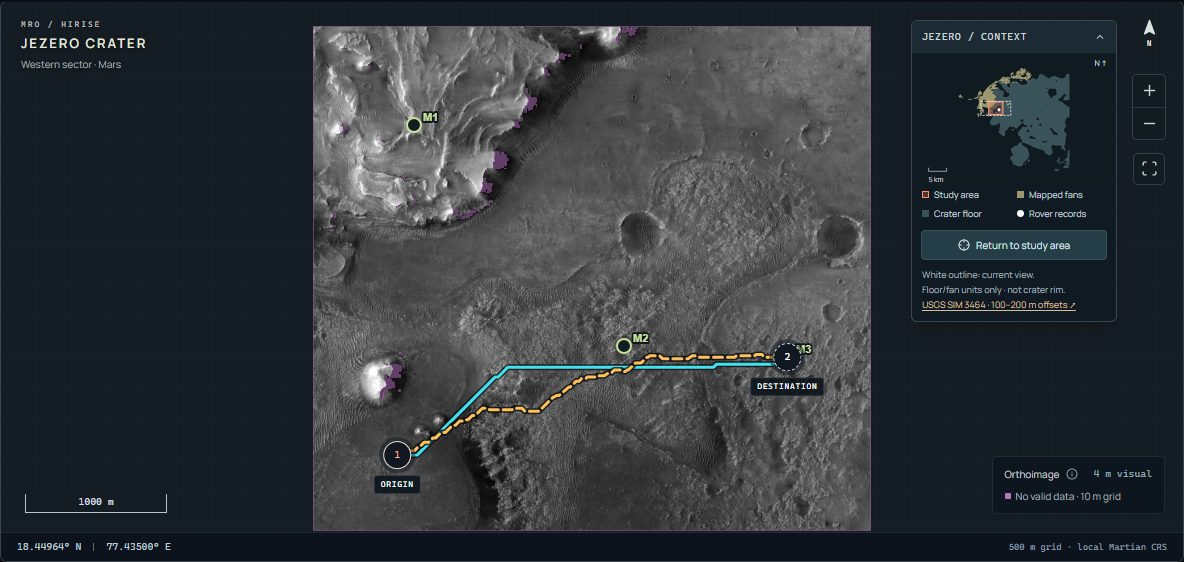 MRO / HIRISE
JEZERO CRATER
Western sector · Mars
M1
M2
M3
1
ORIGIN
2
DESTINATION
1000 m
18.44964° N | 77.43500° E
JEZERO / CONTEXT
N↑
5 km
Study area
Mapped fans
Crater floor
Rover records
Return to study area
White outline: current view.
Floor/fan units only · not crater rim.
USGS SIM 3464 · 100–200 m offsets ↗
N
+
−
Orthoimage ⓘ 4 m visual
No valid data · 10 m grid
500 m grid · local Martian CRS